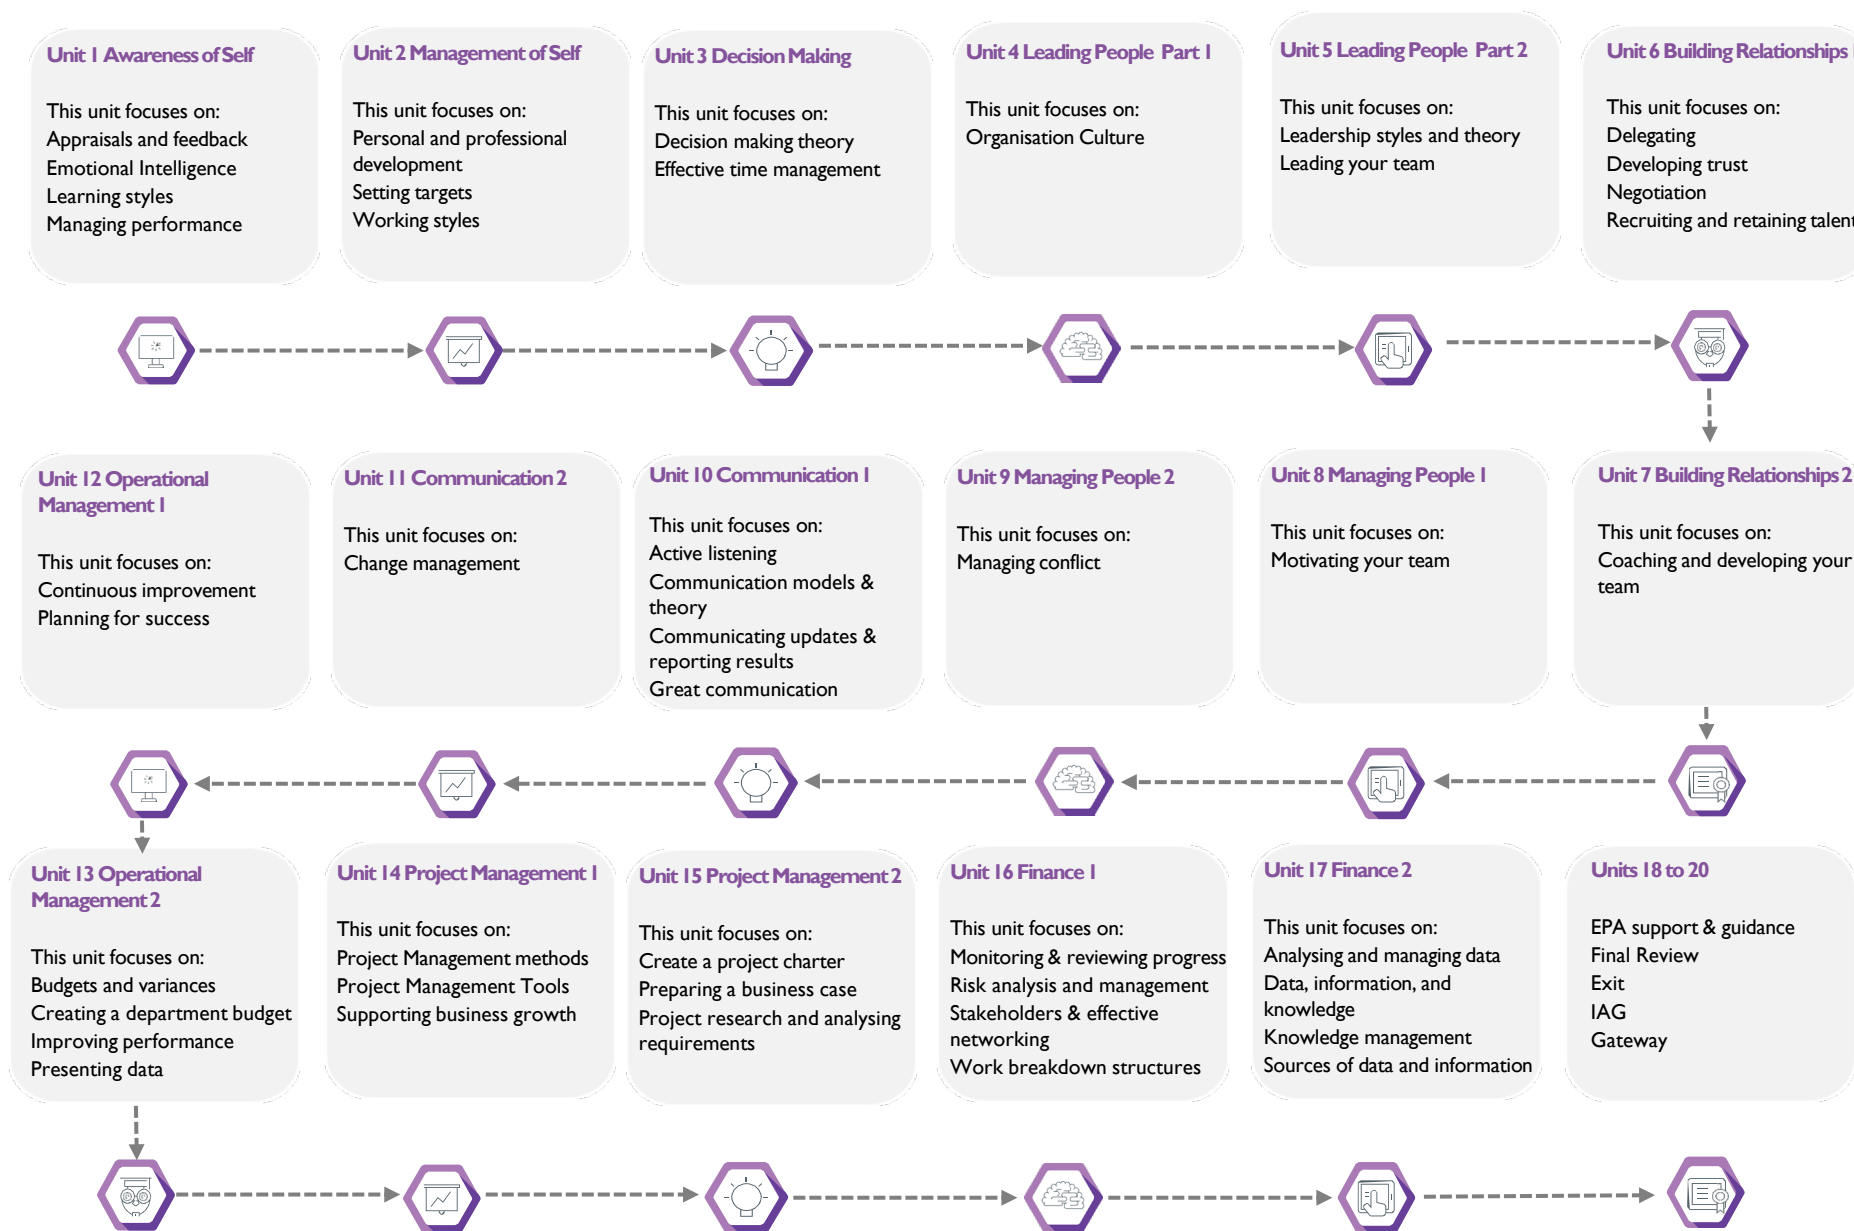 Unit 1 Awareness of Self
This unit focuses on:
Appraisals and feedback
Emotional Intelligence
Learning styles
Managing performance
Unit 2 Management of Self
This unit focuses on:
Personal and professional
development
Setting targets
Working styles
Unit 3 Decision Making
This unit focuses on:
Decision making theory
Effective time management
Unit 4 Leading People Part 1
This unit focuses on:
Organisation Culture
Unit 5 Leading People Part 2
This unit focuses on:
Leadership styles and theory
Leading your team
Unit 6 Building Relationships 1
This unit focuses on:
Delegating
Developing trust
Negotiation
Recruiting and retaining talent
Unit 7 Building Relationships 2
This unit focuses on:
Coaching and developing your
team
Unit 8 Managing People 1
This unit focuses on:
Motivating your team
Unit 9 Managing People 2
This unit focuses on:
Managing conflict
Unit 10 Communication 1
This unit focuses on:
Active listening
Communication models &
theory
Communicating updates &
reporting results
Great communication
Unit 11 Communication 2
This unit focuses on:
Change management
Unit 12 Operational
Management 1
This unit focuses on:
Continuous improvement
Planning for success
Unit 13 Operational
Management 2
This unit focuses on:
Budgets and variances
Creating a department budget
Improving performance
Presenting data
Unit 14 Project Management 1
This unit focuses on:
Project Management methods
Project Management Tools
Supporting business growth
Unit 15 Project Management 2
This unit focuses on:
Create a project charter
Preparing a business case
Project research and analysing
requirements
Unit 16 Finance 1
This unit focuses on:
Monitoring & reviewing progress
Risk analysis and management
Stakeholders & effective
networking
Work breakdown structures
Unit 17 Finance 2
This unit focuses on:
Analysing and managing data
Data, information, and
knowledge
Knowledge management
Sources of data and information
Units 18 to 20
EPA support & guidance
Final Review
Exit
IAG
Gateway